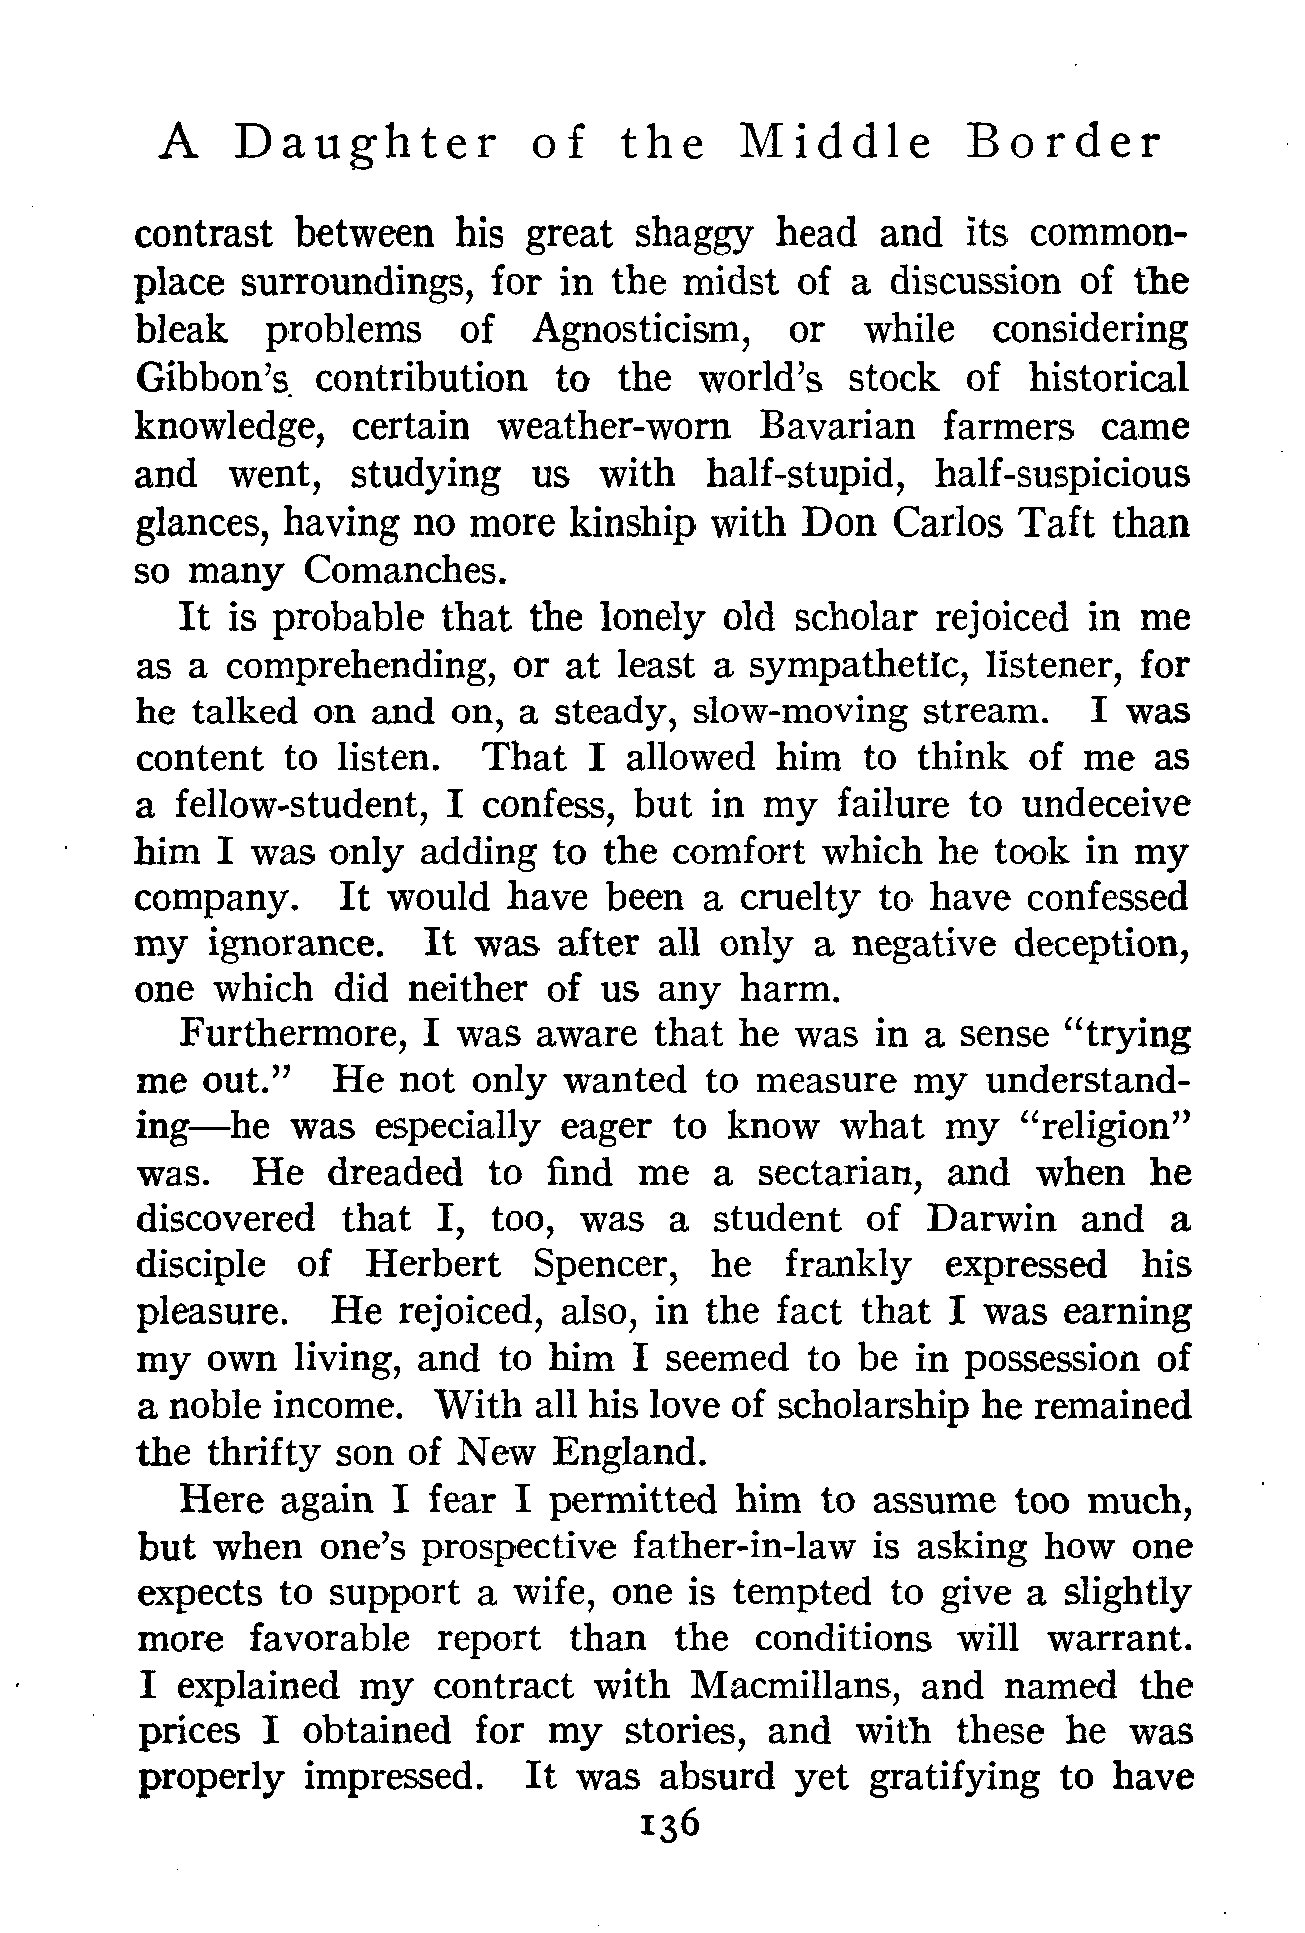 A Daughter of the Middle Border
contrast between his great shaggy head and its common-
place surroundings, for in the midst of a discussion of the
bleak problems of Agnosticism, or while considering
Gibbon's contribution to the world's stock of historical
knowledge, certain weather-worn Bavarian farmers came
and went, studying us with half-stupid, half-suspicious
glances, having no more kinship with Don Carlos Taft than
so many Comanches.
It is probable that the lonely old scholar rejoiced in me
as a comprehending, or at least a sympathetic, listener, for
he talked on and on, a steady, slow-moving stream. I was
content to listen. That I allowed him to think of me as
a fellow-student, I confess, but in my failure to undeceive
him I was only adding to the comfort which he took in my
company. It would have been a cruelty to have confessed
my ignorance. It was after all only a negative deception,
one which did neither of us any harm.
Furthermore, I was aware that he was in a sense "trying
me out." He not only wanted to measure my understand-
ing—he was especially eager to know what my "religion"
was. He dreaded to find me a sectarian, and when he
discovered that I, too, was a student of Darwin and a
disciple of Herbert Spencer, he frankly expressed his
pleasure. He rejoiced, also, in the fact that I was earning
my own living, and to him I seemed to be in possession of
a noble income. With all his love of scholarship he remained
the thrifty son of New England.
Here again I fear I permitted him to assume too much,
but when one's prospective father-in-law is asking how one
expects to support a wife, one is tempted to give a slightly
more favorable report than the conditions will warrant.
I explained my contract with Macmillans, and named the
prices I obtained for my stories, and with these he was
properly impressed. It was absurd yet gratifying to have
136